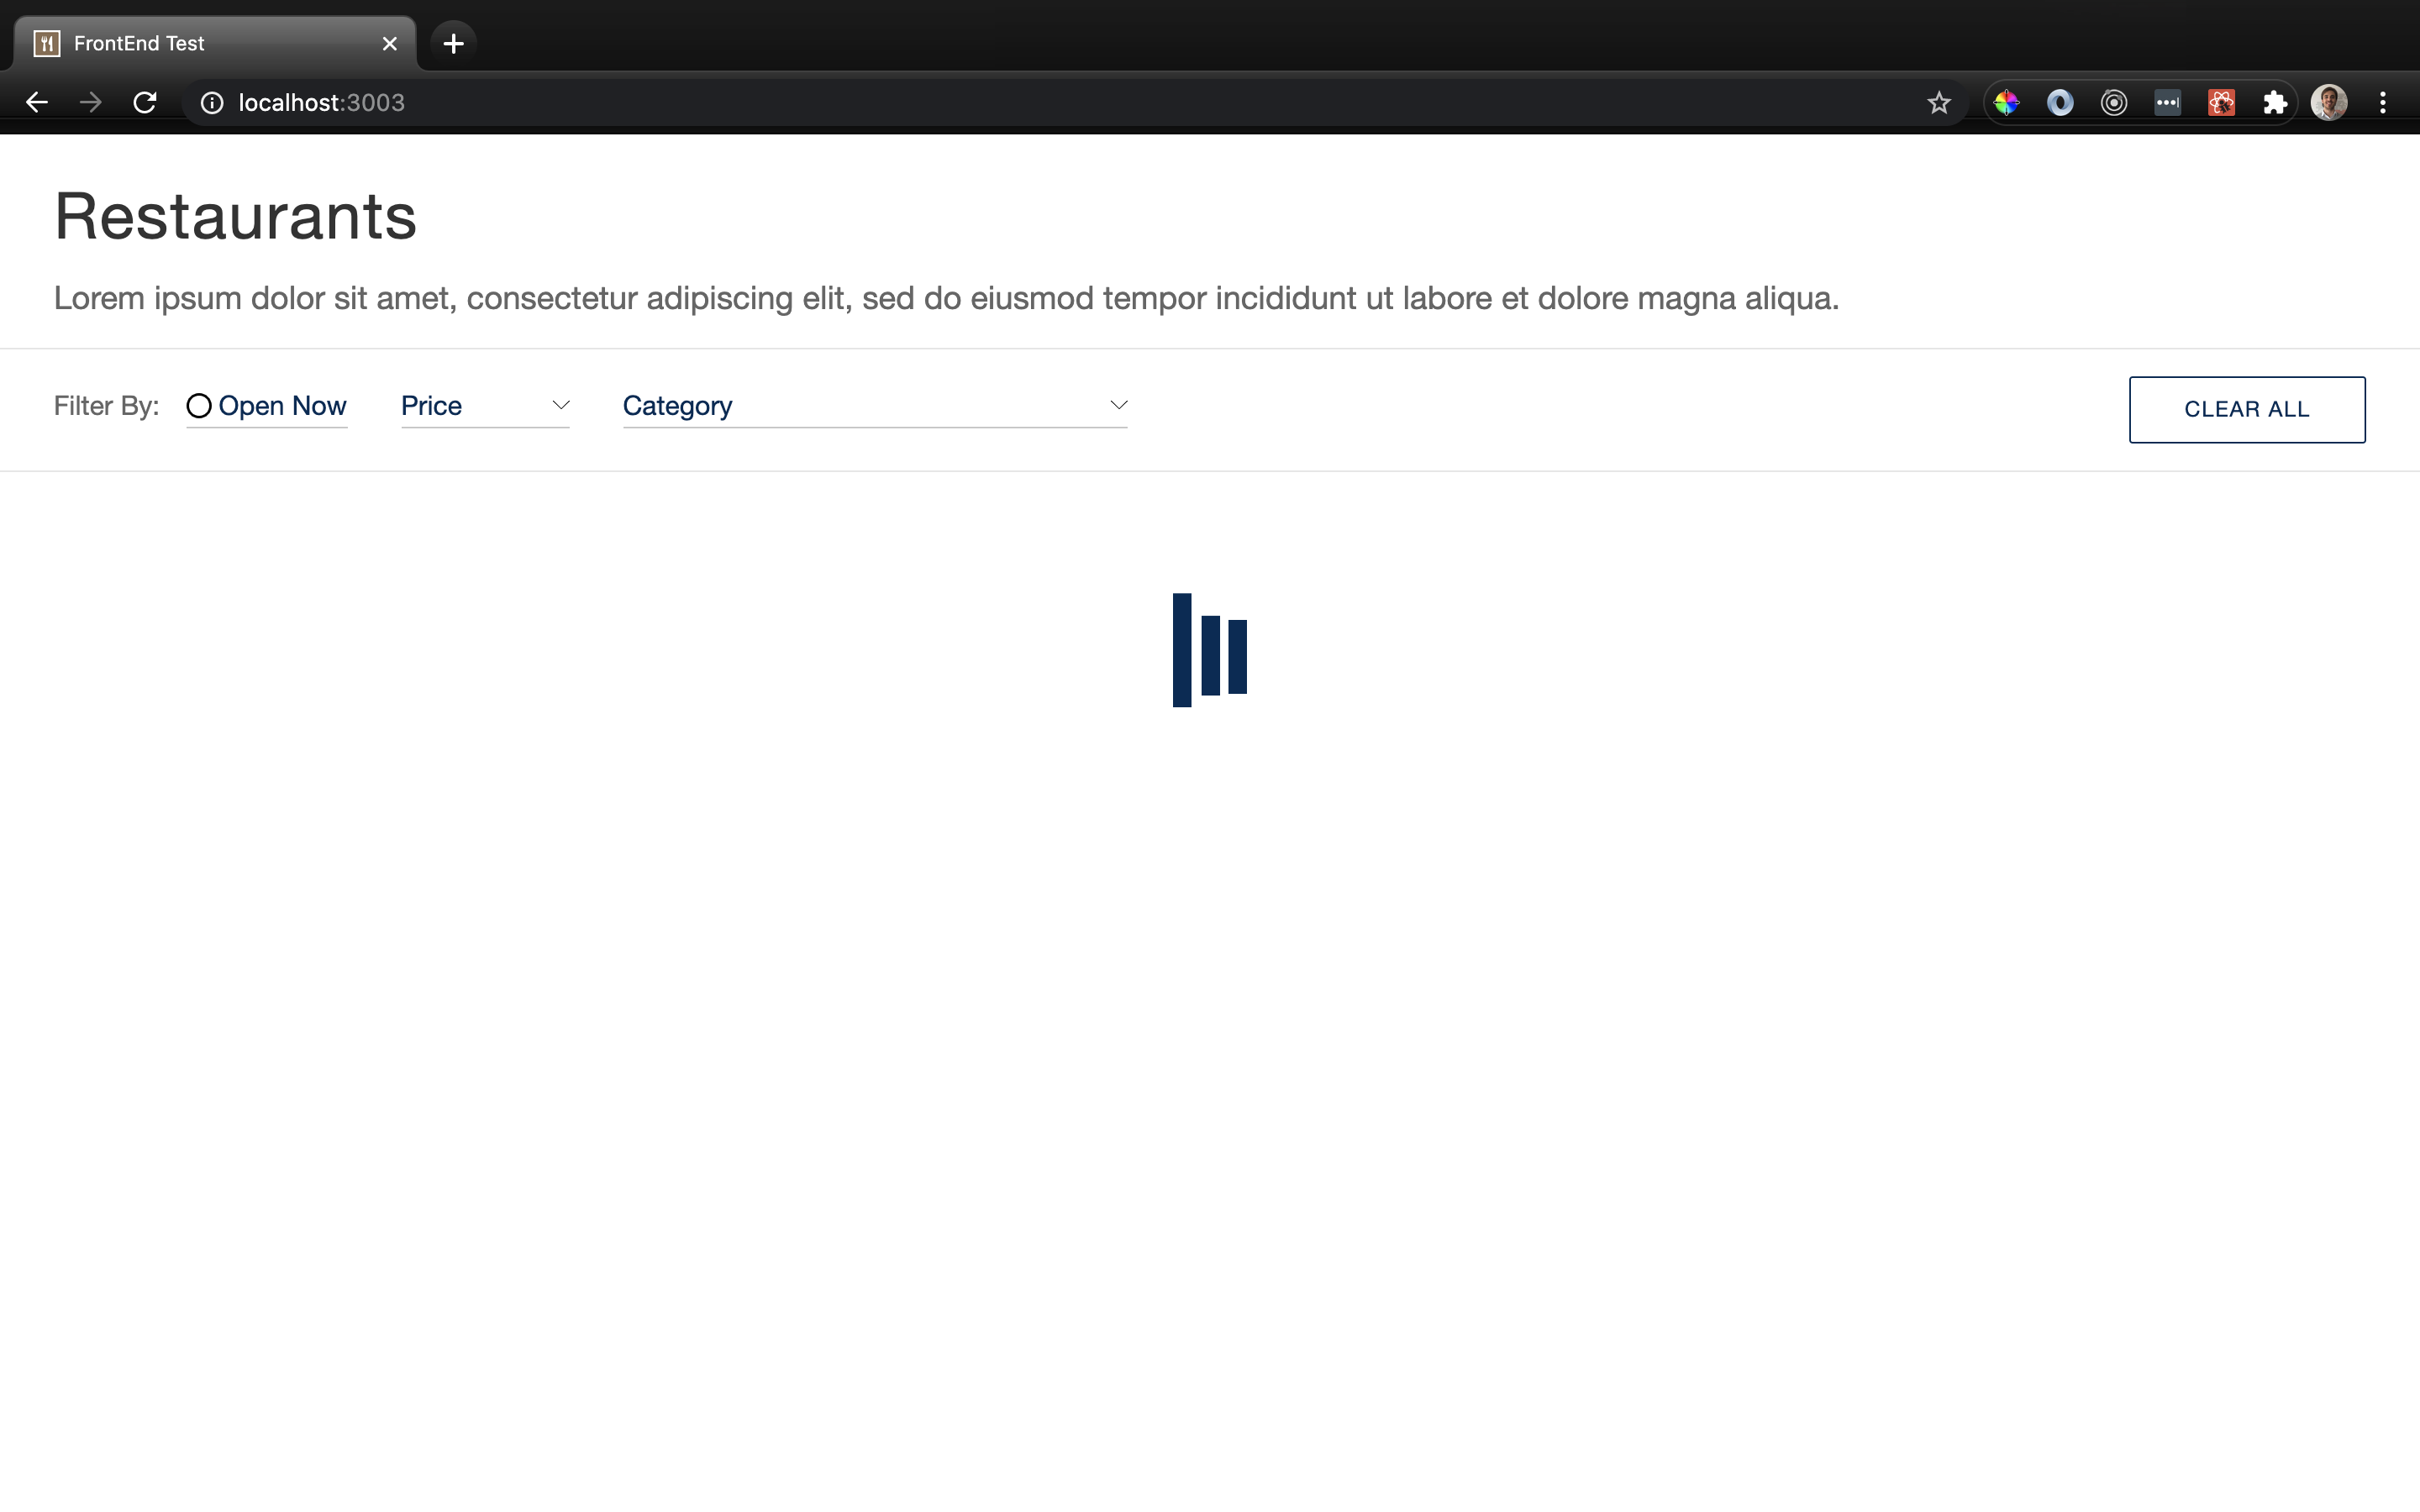 FrontEnd Test
localhost:3003
Restaurants
Lorem ipsum dolor sit amet, consectetur adipiscing elit, sed do eiusmod tempor incididunt ut labore et dolore magna aliqua.
Filter By: Open Now Price Category CLEAR ALL